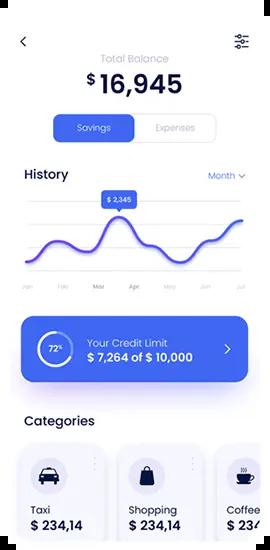 Total Balance
$16,945
Savings Expenses
History Month
$ 2,345
Jan Feb Mar Apr May Jun Jul
72%
Your Credit Limit
$ 7,264 of $ 10,000
Categories
Taxi Shopping Coffee
$ 234,14 $ 234,14 $ 234